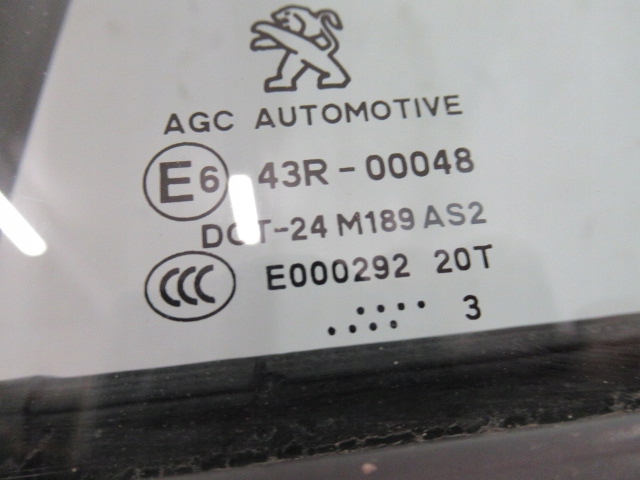 AGC AUTOMOTIVE
E6 43R-00048
DOT-24 M189 AS2
CCC E000292 20T
3